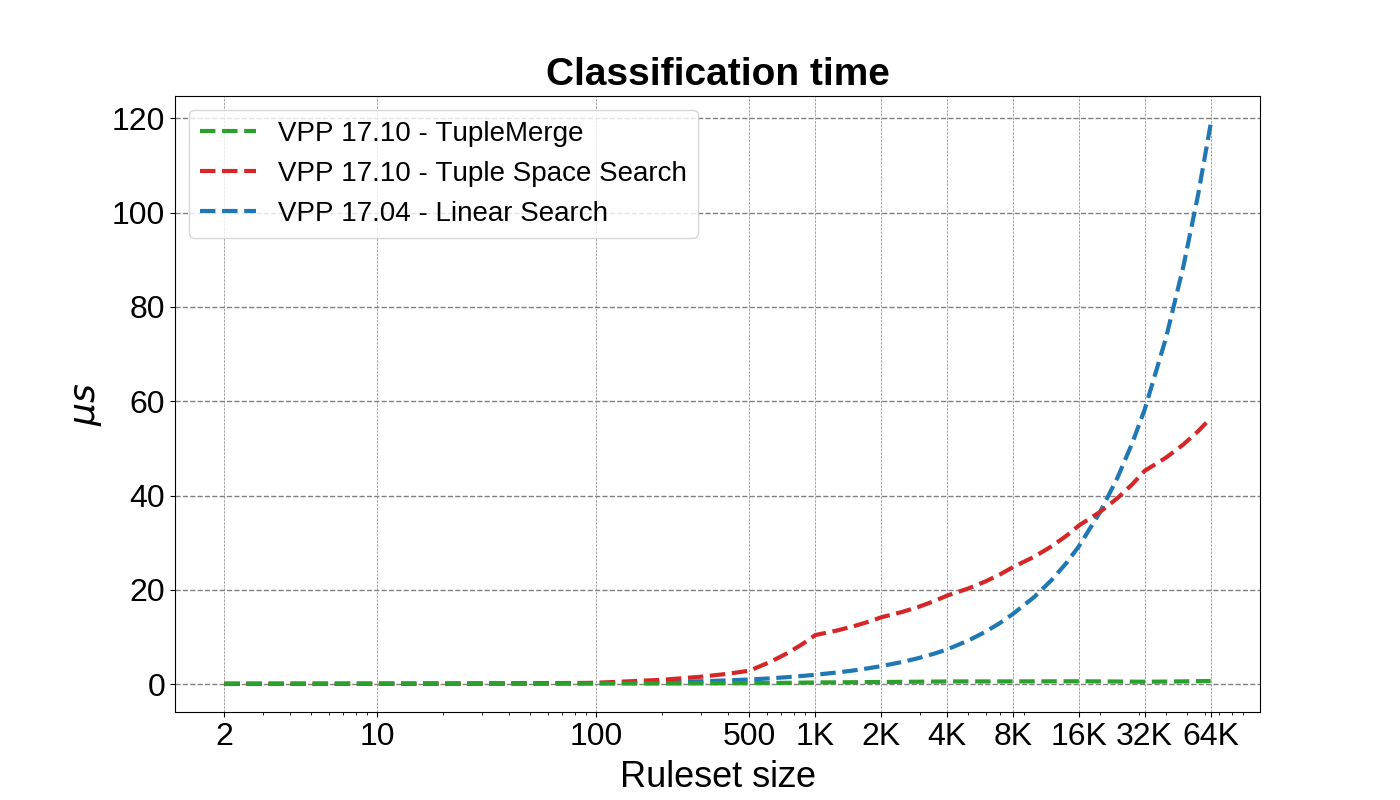 Classification time
120
100
80
60
40
20
0
μs
VPP 17.10 - TupleMerge
VPP 17.10 - Tuple Space Search
VPP 17.04 - Linear Search
2 10 100 500 1K 2K 4K 8K 16K 32K 64K
Ruleset size